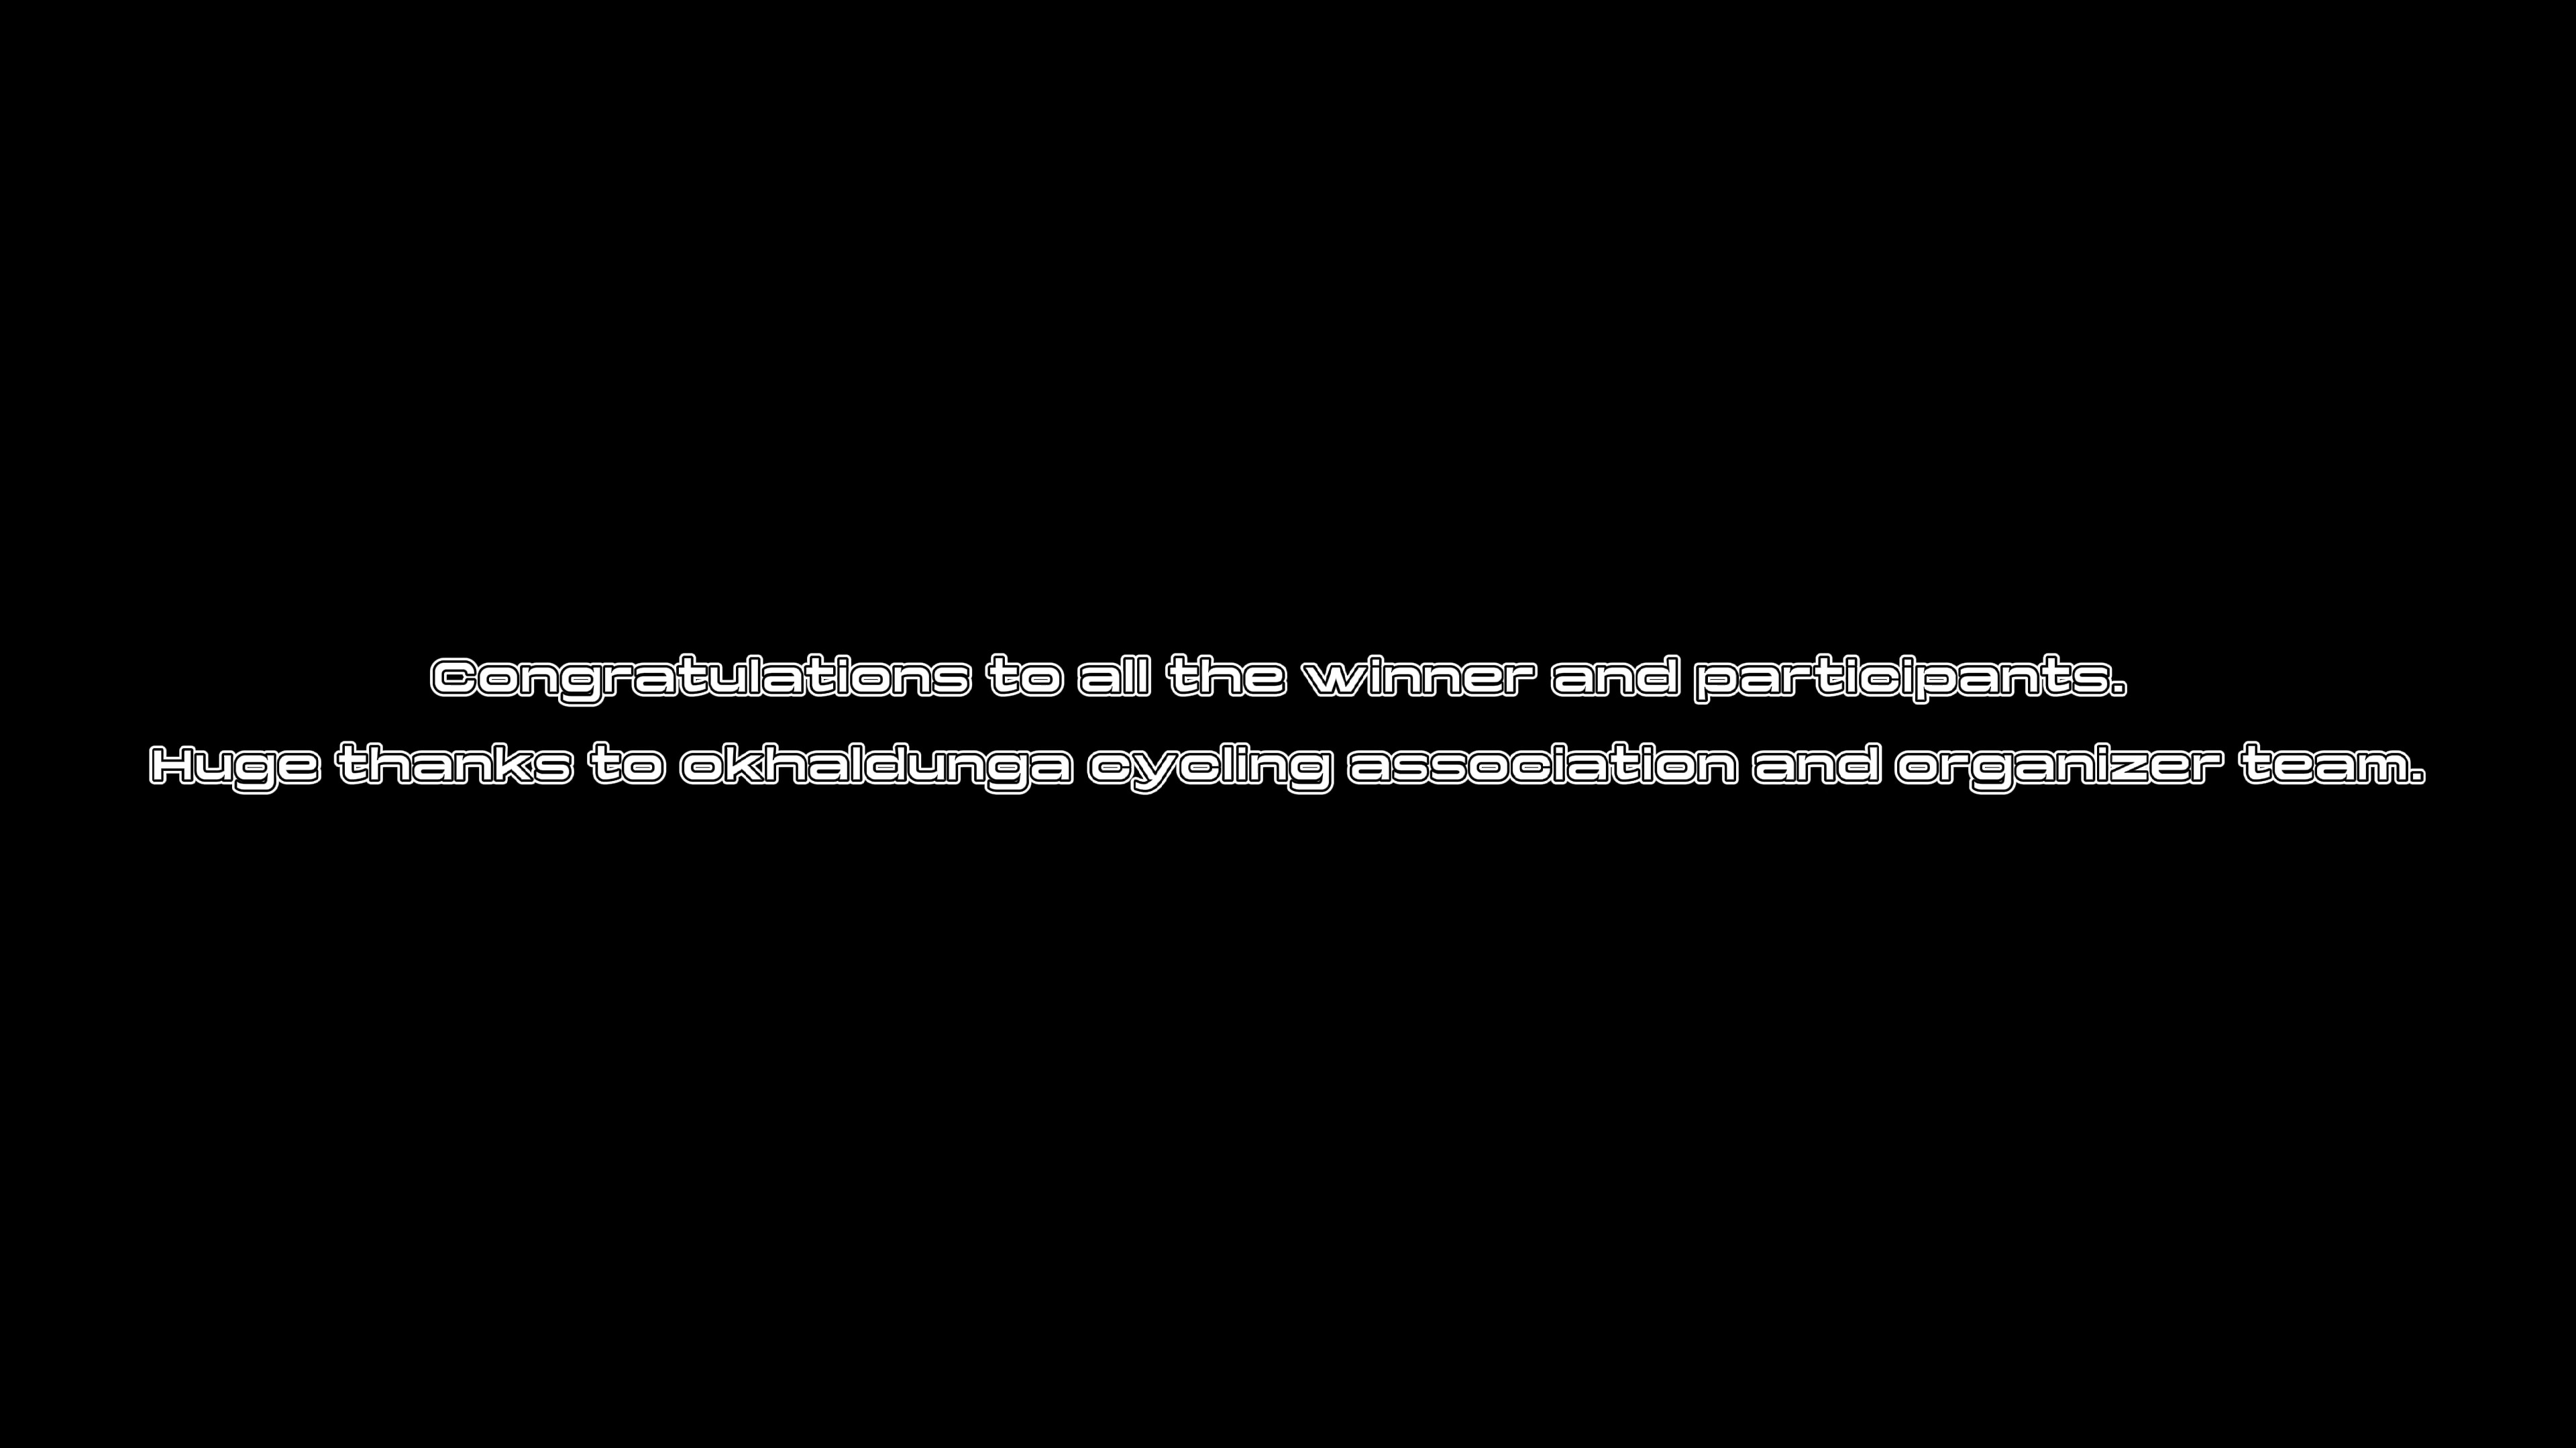 Congratulations to all the winner and participants.
Huge thanks to okhaldunga cycling association and organizer team.